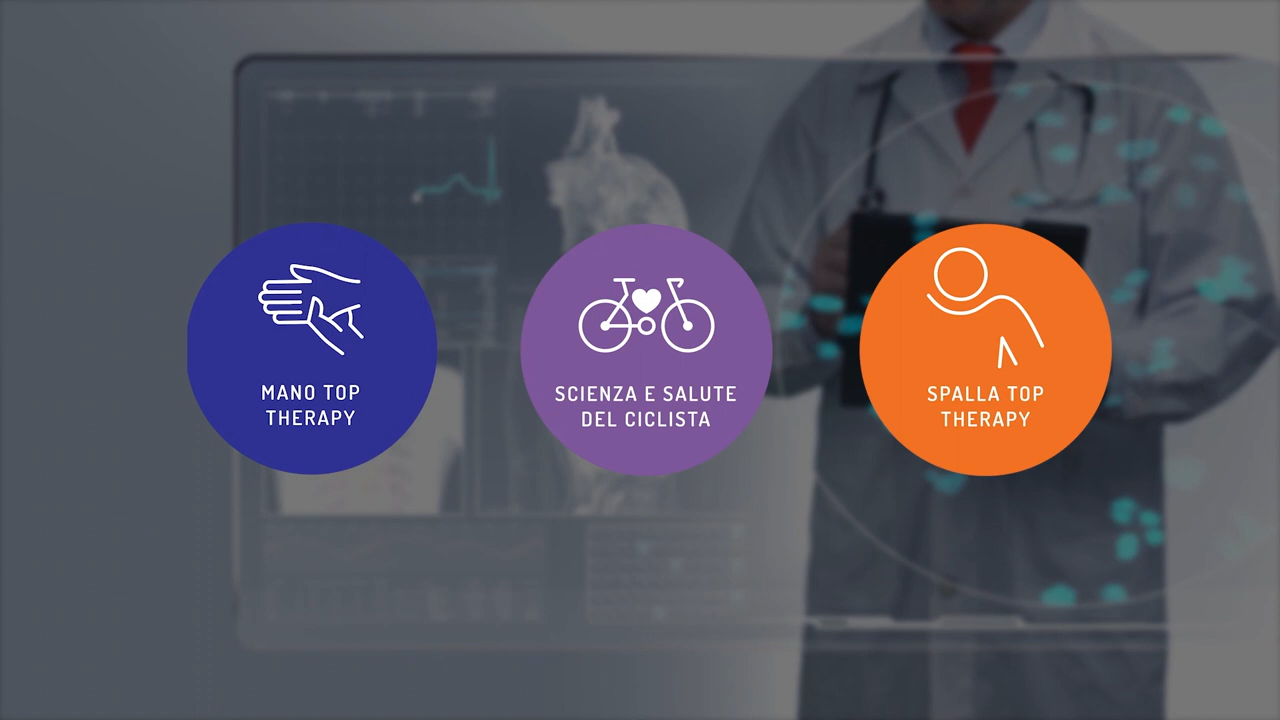 MANO TOP
THERAPY
SCIENZA E SALUTE
DEL CICLISTA
SPALLA TOP
THERAPY